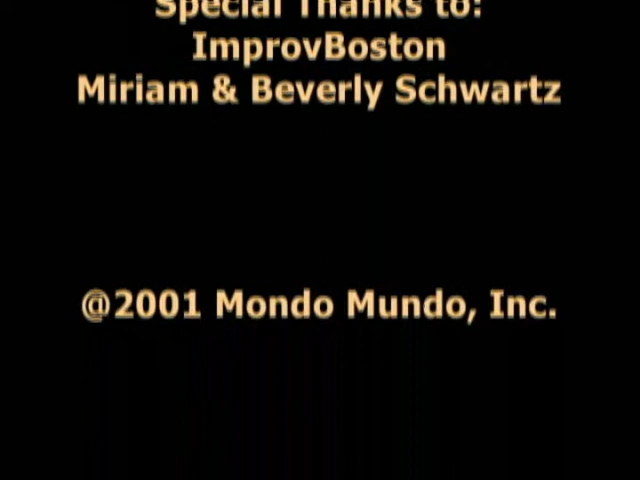 Special Thanks to:
ImprovBoston
Miriam & Beverly Schwartz
@2001 Mondo Mundo, Inc.